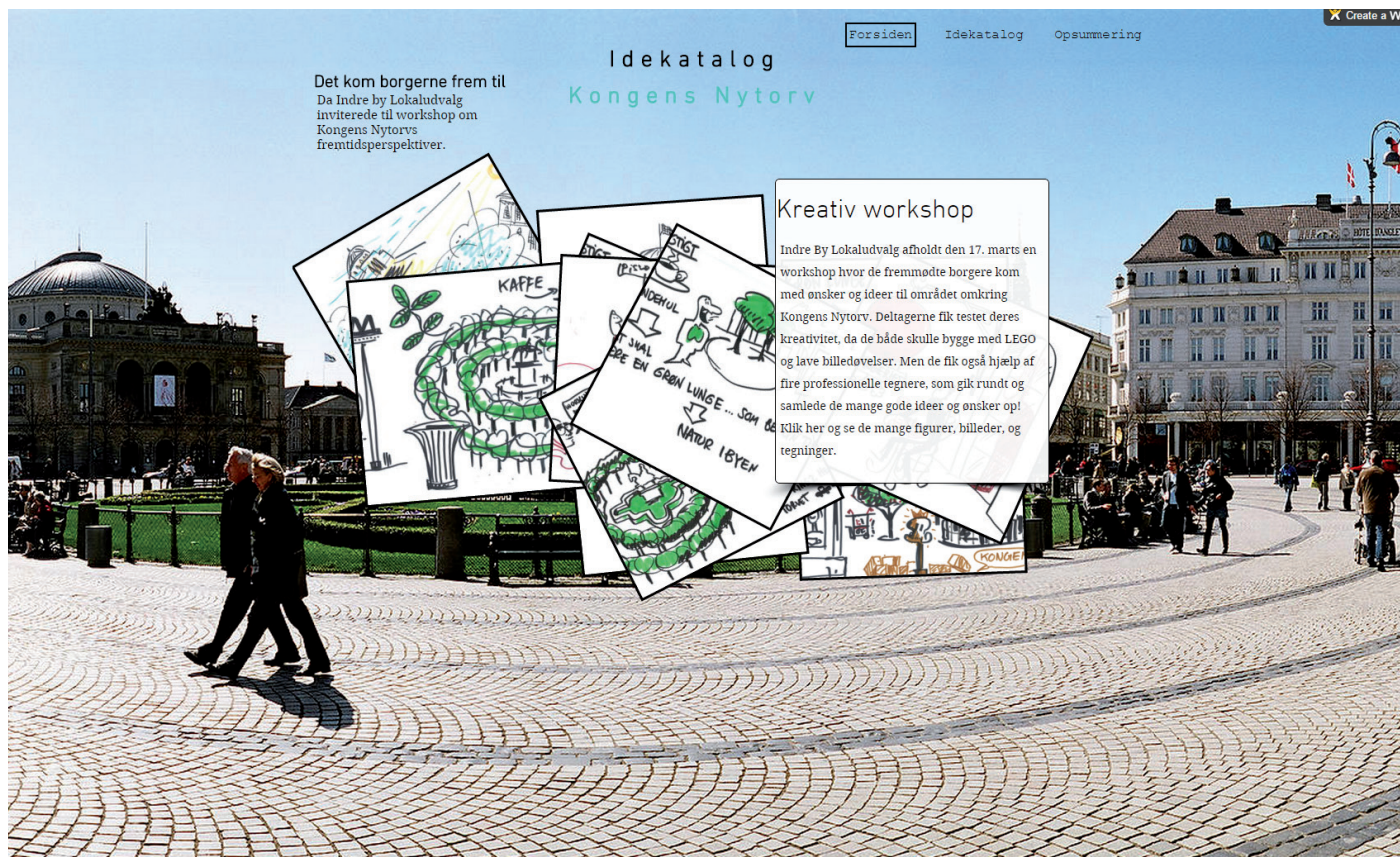 Create a
Forsiden
Idekatalog
Opsummering
Idekatalog
Kongens Nytorv
Det kom borgerne frem til
Da Indre by Lokaludvalg
inviterede til workshop om
Kongens Nytorvs
fremtidsperspektiver.
Kreativ workshop
Indre By Lokaludvalg afholdt den 17. marts en
workshop hvor de fremmødte borgere kom
med ønsker og ideer til området omkring
Kongens Nytorv. Deltagerne fik testet deres
kreativitet, da de både skulle bygge med LEGO
og lave billedøvelser. Men de fik også hjælp af
fire professionelle tegnere, som gik rundt og
samlede de mange gode ideer og ønsker op!
Klik her og se de mange figurer, billeder, og
tegninger.
KAFFE
EN GRØN LUNGE... SOM
NATUR I BYEN
KONGE